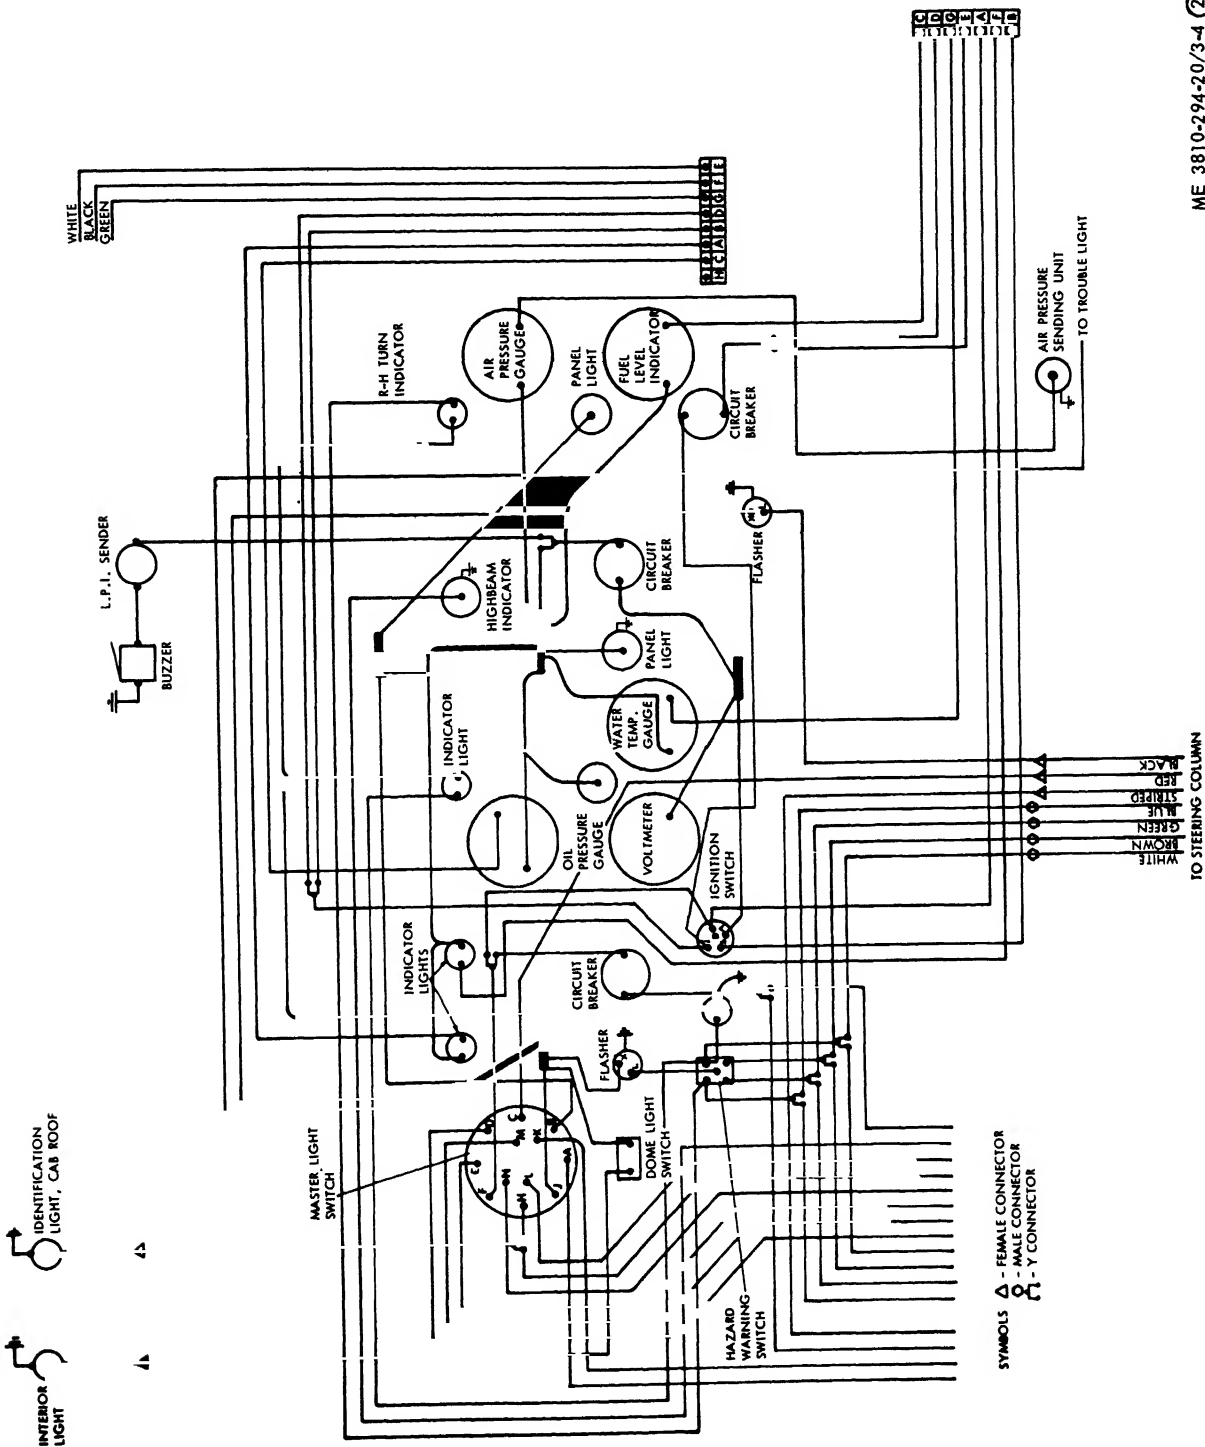 C D G E A F B
ME 3810-294-20/3-4 (2
WHITE
BLACK
GREEN
H C A B D G F E
R-H TURN
INDICATOR
AIR
PRESSURE
GAUGE
PANEL
LIGHT
FUEL
LEVEL
INDICATOR
CIRCUIT
BREAKER
AIR PRESSURE
SENDING UNIT
TO TROUBLE LIGHT
L.P.I. SENDER
BUZZER
HIGHBEAM
INDICATOR
CIRCUIT
BREAKER
FLASHER
PANEL
LIGHT
INDICATOR
LIGHT
WATER
TEMP.
GAUGE
OIL
PRESSURE
GAUGE
VOLTMETER
IGNITION
SWITCH
BLACK
RED
STRIPED
BLUE
GREEN
BROWN
WHITE
TO STEERING COLUMN
INDICATOR
LIGHTS
CIRCUIT
BREAKER
FLASHER
IDENTIFICATION
LIGHT, CAB ROOF
MASTER LIGHT
SWITCH
C
M
K
A
E
N
L
F
H
J
DOME LIGHT
SWITCH
HAZARD
WARNING
SWITCH
INTERIOR
LIGHT
SYMBOLS
- FEMALE CONNECTOR
- MALE CONNECTOR
- Y CONNECTOR